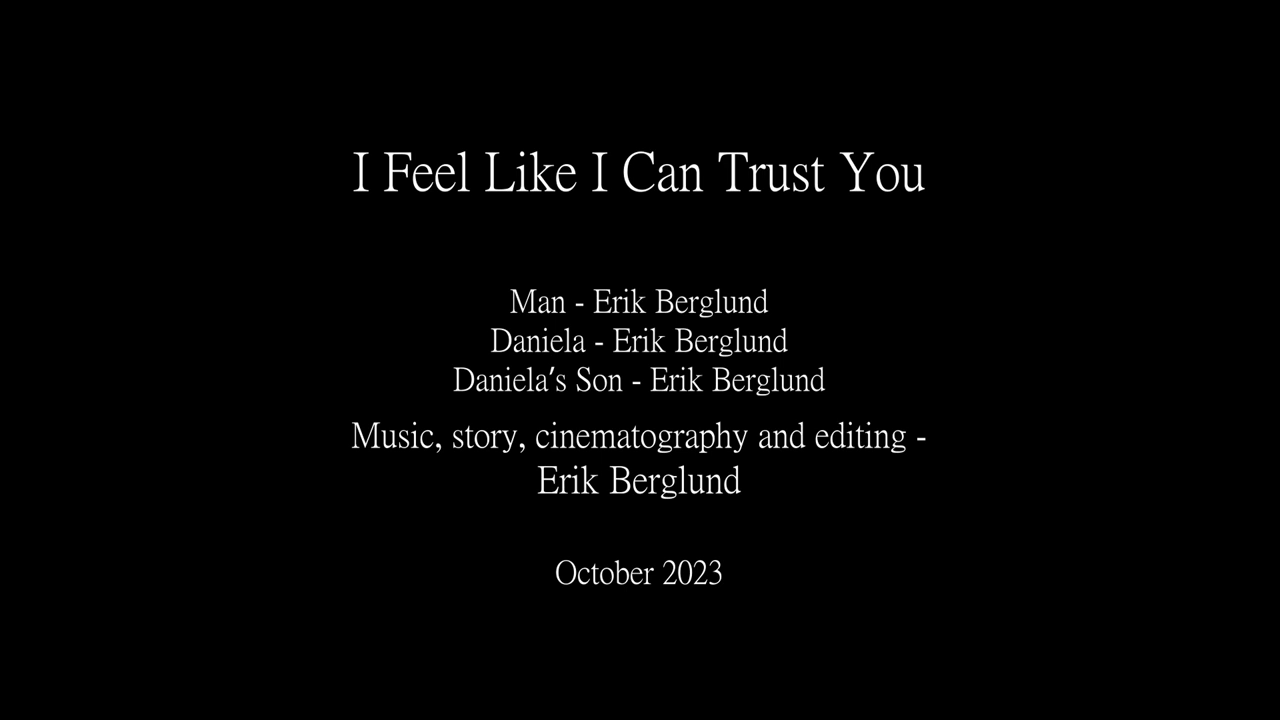 I Feel Like I Can Trust You
Man - Erik Berglund
Daniela - Erik Berglund
Daniela's Son - Erik Berglund
Music, story, cinematography and editing -
Erik Berglund
October 2023